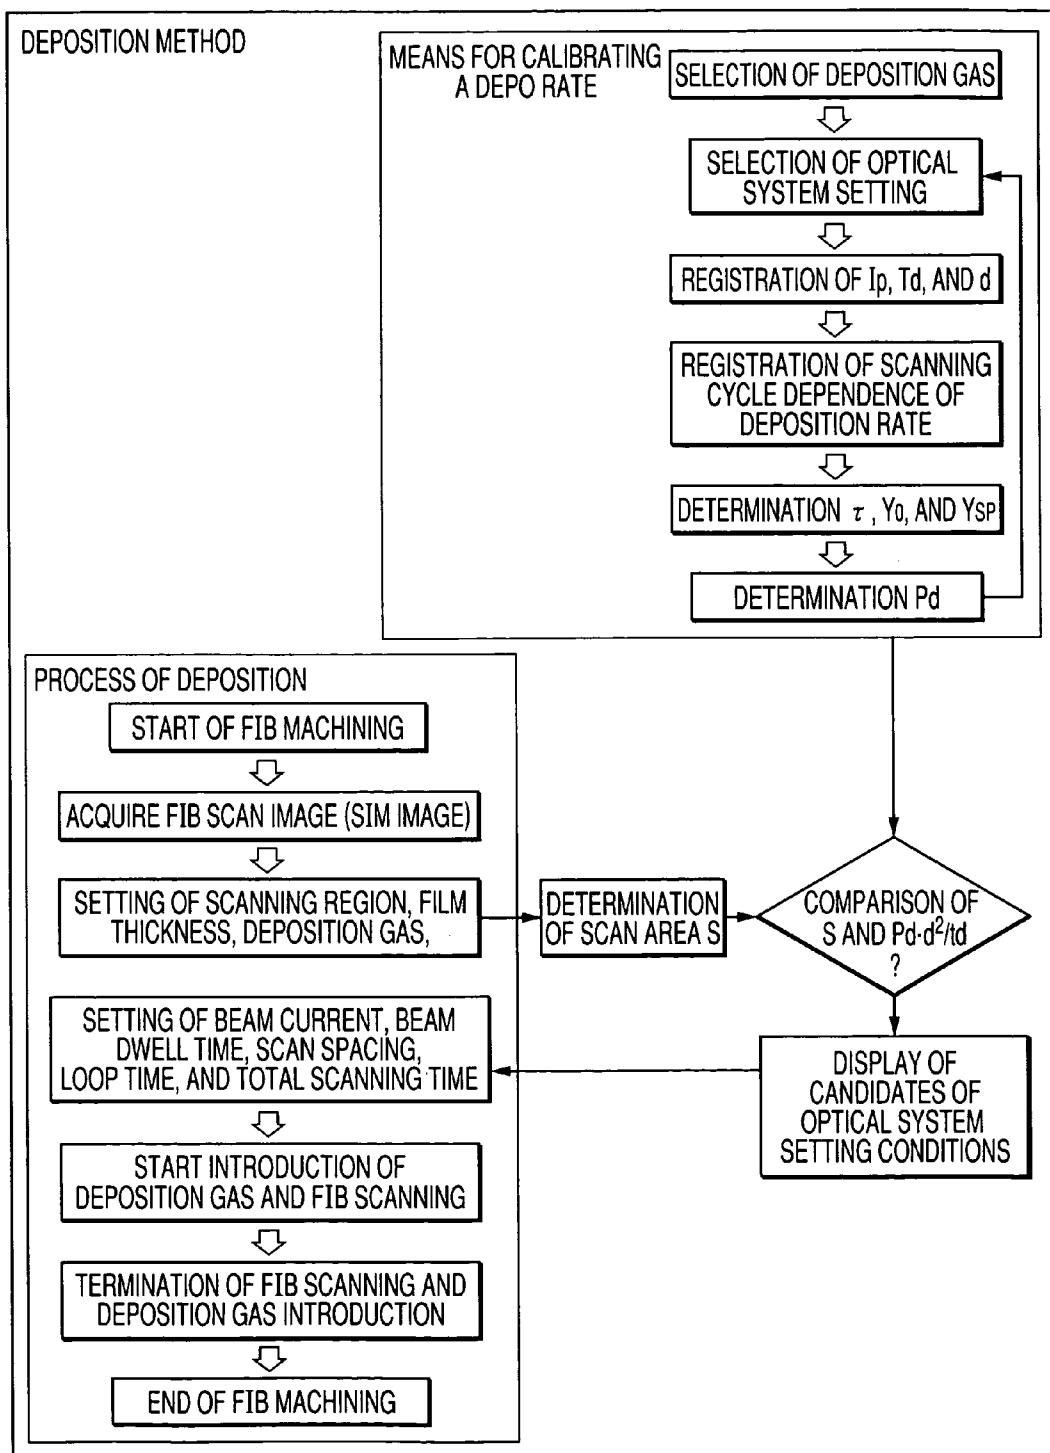 DEPOSITION METHOD
MEANS FOR CALIBRATING
A DEPO RATE
SELECTION OF DEPOSITION GAS
SELECTION OF OPTICAL
SYSTEM SETTING
REGISTRATION OF Ip, Td, AND d
REGISTRATION OF SCANNING
CYCLE DEPENDENCE OF
DEPOSITION RATE
DETERMINATION τ, Y0, AND YSP
DETERMINATION Pd
PROCESS OF DEPOSITION
START OF FIB MACHINING
ACQUIRE FIB SCAN IMAGE (SIM IMAGE)
SETTING OF SCANNING REGION, FILM
THICKNESS, DEPOSITION GAS,
DETERMINATION
OF SCAN AREA S
COMPARISON OF
S AND Pd·d²/td
?
DISPLAY OF
CANDIDATES OF
OPTICAL SYSTEM
SETTING CONDITIONS
SETTING OF BEAM CURRENT, BEAM
DWELL TIME, SCAN SPACING,
LOOP TIME, AND TOTAL SCANNING TIME
START INTRODUCTION OF
DEPOSITION GAS AND FIB SCANNING
TERMINATION OF FIB SCANNING AND
DEPOSITION GAS INTRODUCTION
END OF FIB MACHINING